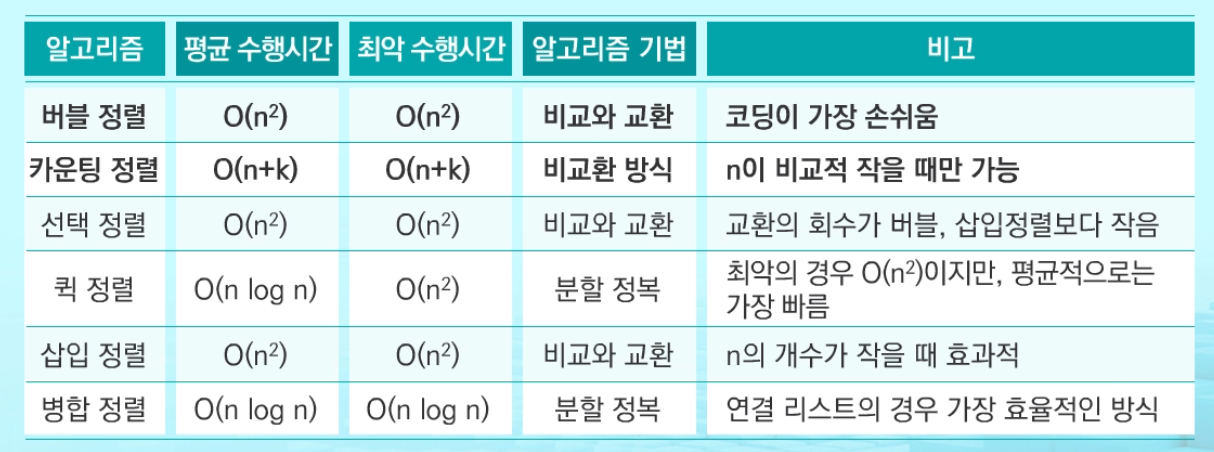 알고리즘 평균 수행시간 최악 수행시간 알고리즘 기법 비고
버블 정렬 O(n²) O(n²) 비교와 교환 코딩이 가장 손쉬움
카운팅 정렬 O(n+k) O(n+k) 비교환 방식 n이 비교적 작을 때만 가능
선택 정렬 O(n²) O(n²) 비교와 교환 교환의 회수가 버블, 삽입정렬보다 작음
퀵 정렬 O(n log n) O(n²) 분할 정복 최악의 경우 O(n²)이지만, 평균적으로는
가장 빠름
삽입 정렬 O(n²) O(n²) 비교와 교환 n의 개수가 작을 때 효과적
병합 정렬 O(n log n) O(n log n) 분할 정복 연결 리스트의 경우 가장 효율적인 방식